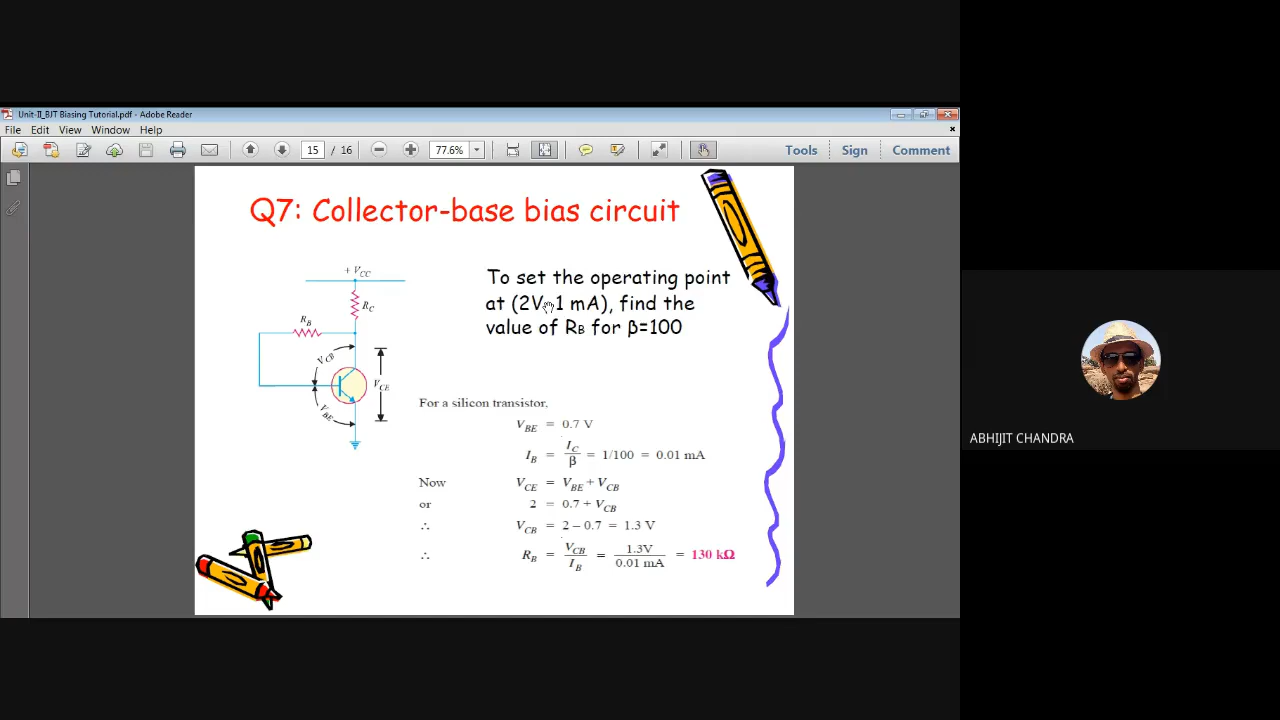 Unit-II_BJT Biasing Tutorial.pdf - Adobe Reader
File Edit View Window Help
15 / 16 77.6% Tools Sign Comment
Q7: Collector-base bias circuit
To set the operating point
at (2V, 1 mA), find the
value of RB for β=100
+ VCC
RC
RB
VCB
VCE
VBE
For a silicon transistor,
VBE = 0.7 V
IB = IC/β = 1/100 = 0.01 mA
Now VCE = VBE + VCB
or 2 = 0.7 + VCB
∴ VCB = 2 – 0.7 = 1.3 V
∴ RB = VCB/IB = 1.3V/0.01 mA = 130 kΩ
ABHIJIT CHANDRA